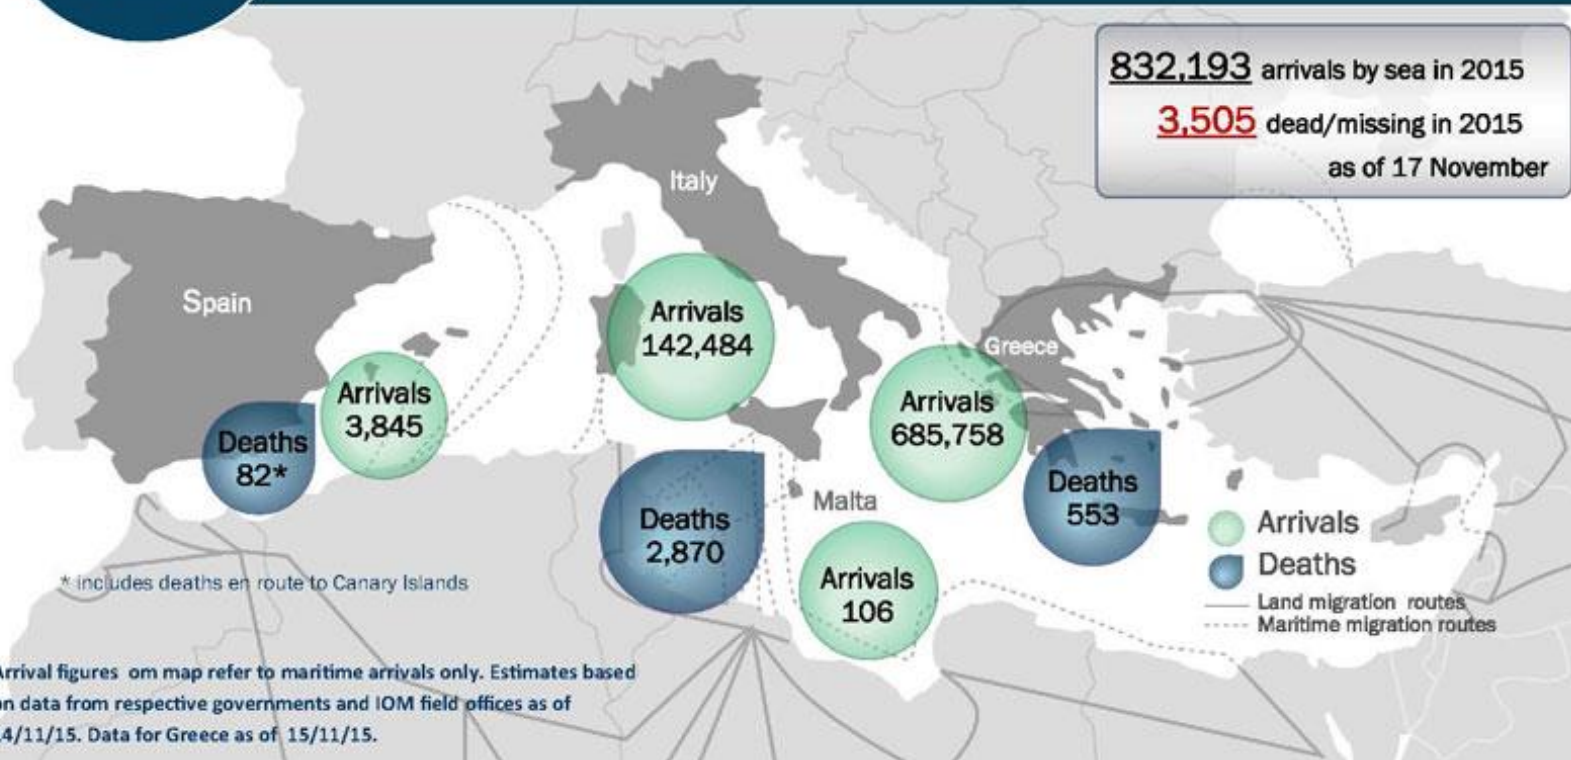 832,193 arrivals by sea in 2015
3,505 dead/missing in 2015
as of 17 November
Italy
Spain
Greece
Arrivals
142,484
Arrivals
3,845
Arrivals
685,758
Deaths
82*
Deaths
2,870
Malta
Deaths
553
Arrivals
106
Arrivals
Deaths
Land migration routes
Maritime migration routes
* includes deaths en route to Canary Islands
Arrival figures om map refer to maritime arrivals only. Estimates based
on data from respective governments and IOM field offices as of
4/11/15. Data for Greece as of 15/11/15.